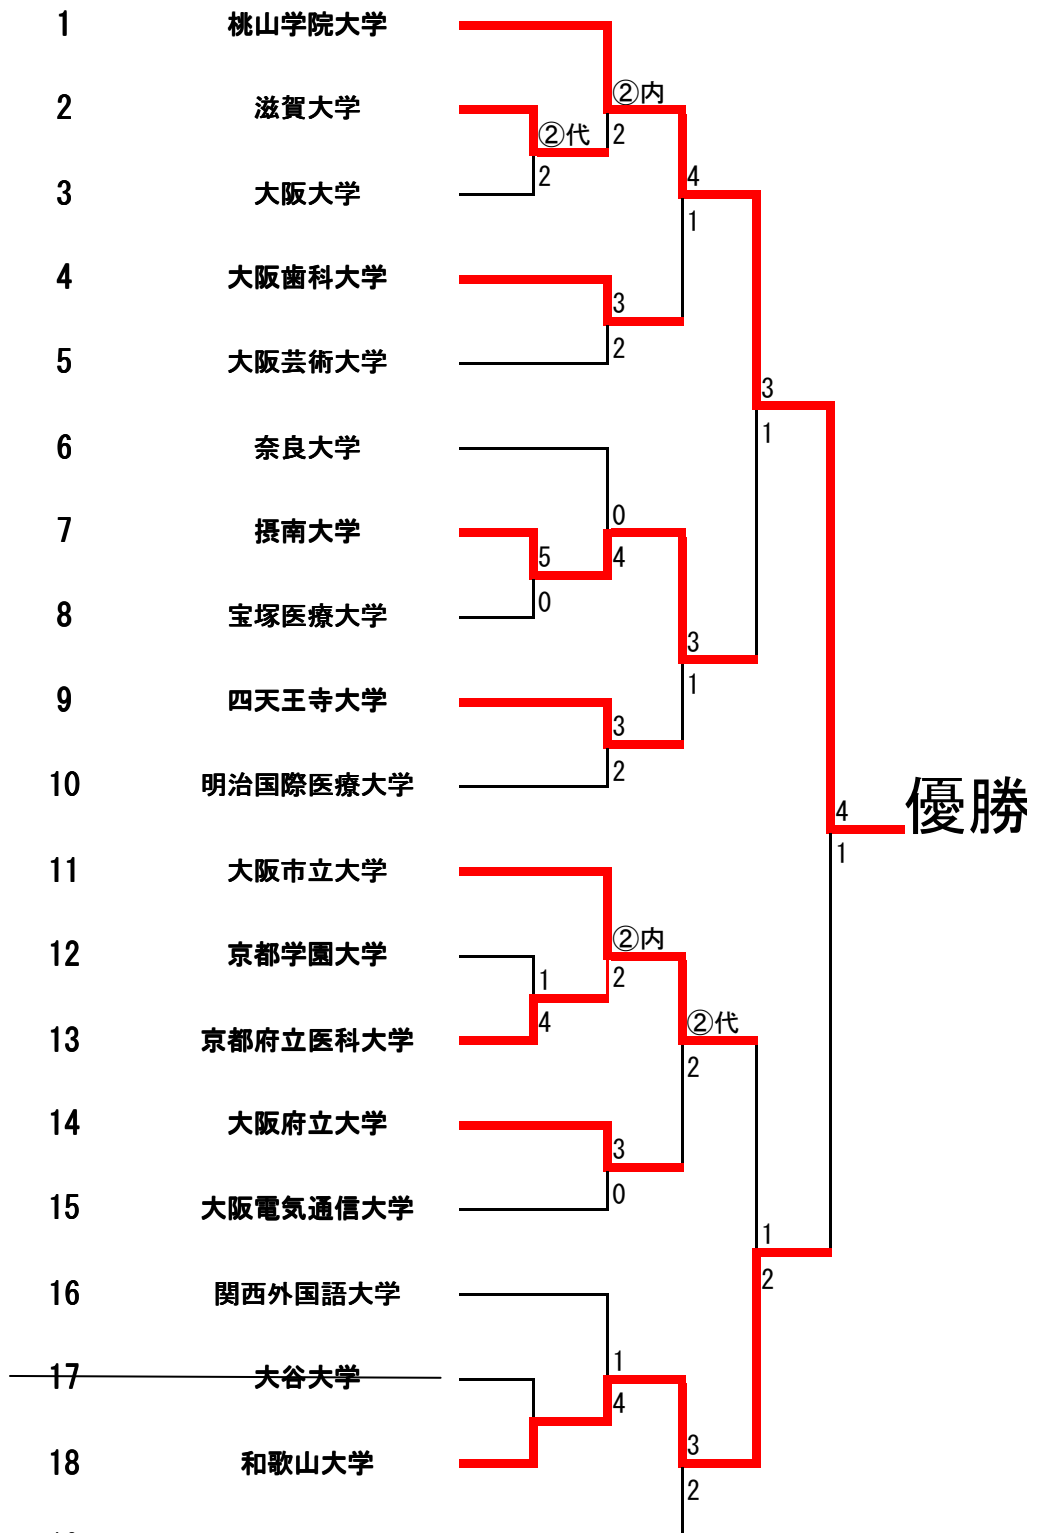 1 桃山学院大学
②内
2 滋賀大学
②代 2
2
3 大阪大学
4
1
4 大阪歯科大学
3
2
5 大阪芸術大学
3
1
6 奈良大学
0
7 摂南大学
5 4
0
8 宝塚医療大学
3
1
9 四天王寺大学
3
2
10 明治国際医療大学
4 優勝
1
11 大阪市立大学
②内
12 京都学園大学
1 2
4 ②代
13 京都府立医科大学
2
14 大阪府立大学
3
0
15 大阪電気通信大学
1
2
16 関西外国語大学
1
17 大谷大学
4
3
18 和歌山大学
2